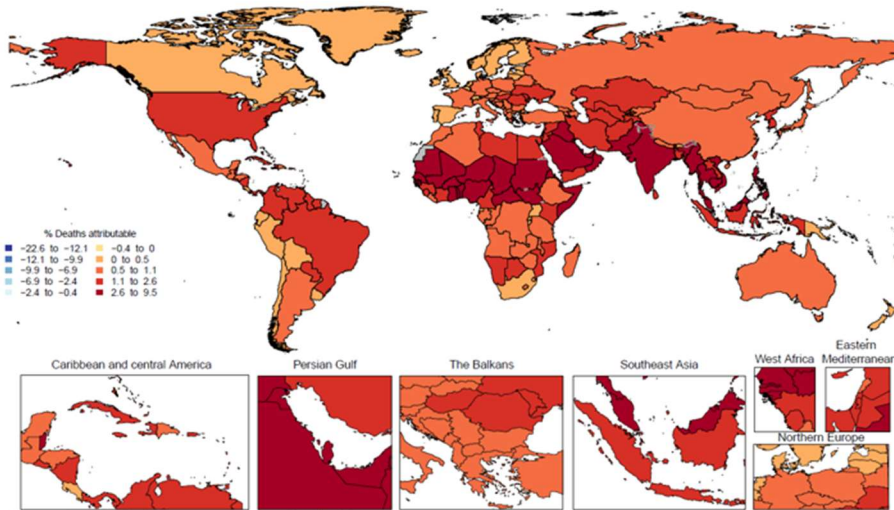 % Deaths attributable
−22.6 to −12.1
−12.1 to −9.9
−9.9 to −6.9
−6.9 to −2.4
−2.4 to −0.4
−0.4 to 0
0 to 0.5
0.5 to 1.1
1.1 to 2.6
2.6 to 9.5
Caribbean and central America
Persian Gulf
The Balkans
Southeast Asia
West Africa
Eastern
Mediterranean
Northern Europe